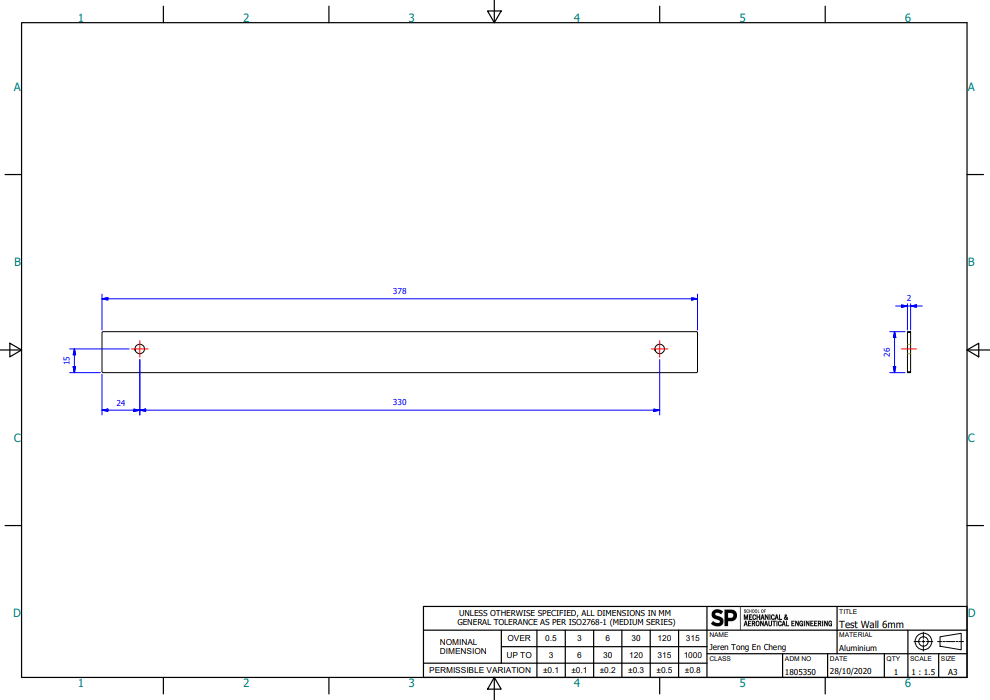 1 2 3 4 5 6
A A
B B
378
2
15
26
24
330
C C
D D
UNLESS OTHERWISE SPECIFIED, ALL DIMENSIONS IN MM
GENERAL TOLERANCE AS PER ISO2768-1 (MEDIUM SERIES)
NOMINAL
DIMENSION
OVER 0.5 3 6 30 120 315
UP TO 3 6 30 120 315 1000
PERMISSIBLE VARIATION ±0.1 ±0.1 ±0.2 ±0.3 ±0.5 ±0.8
SP
SCHOOL OF
MECHANICAL &
AERONAUTICAL ENGINEERING
TITLE
Test Wall 6mm
NAME
Jeren Tong En Cheng
MATERIAL
Aluminium
CLASS
ADM NO
1805350
DATE
28/10/2020
QTY
1
SCALE
1 : 1.5
SIZE
A3
1 2 3 4 5 6